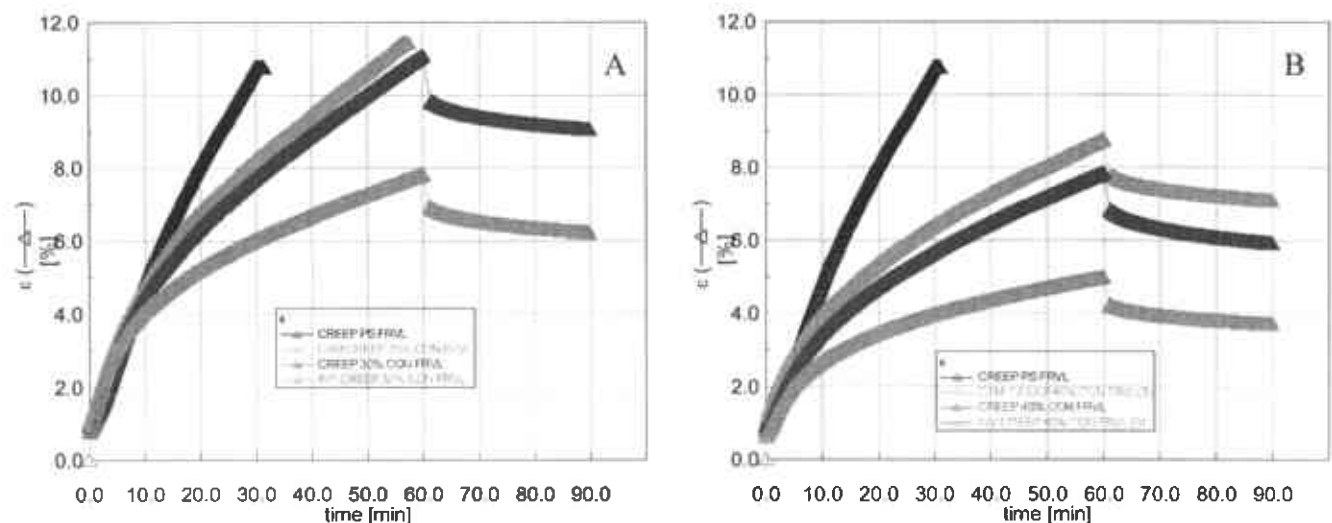 12.0
10.0
8.0
6.0
4.0
2.0
0.0
ε (—△—)
[%]
A
CREEP PS FRVL
CREEP 30% CON FRVL
0.0 10.0 20.0 30.0 40.0 50.0 60.0 70.0 80.0 90.0
time [min]
12.0
10.0
8.0
6.0
4.0
2.0
0.0
ε (—△—)
[%]
B
CREEP PS FRVL
CREEP 40% CON FRVL
0.0 10.0 20.0 30.0 40.0 50.0 60.0 70.0 80.0 90.0
time [min]